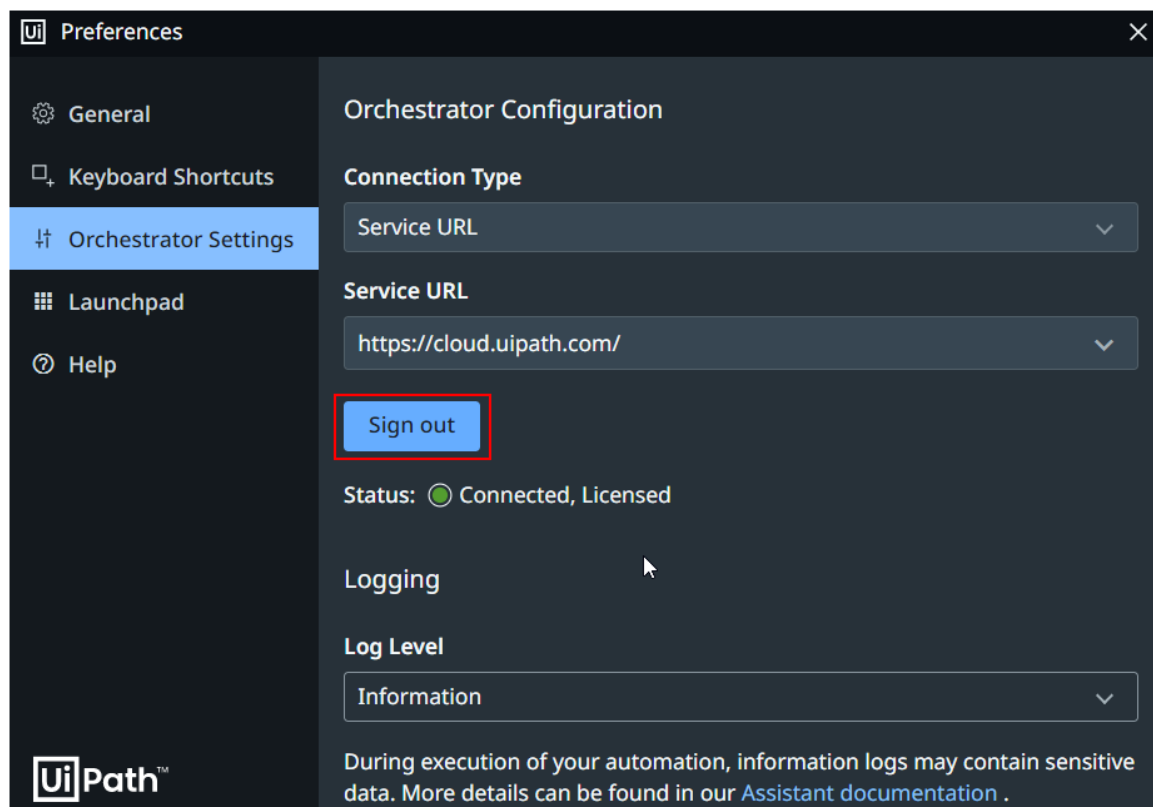 Ui Preferences
General
Keyboard Shortcuts
Orchestrator Settings
Launchpad
Help
UiPath™
Orchestrator Configuration
Connection Type
Service URL
Service URL
https://cloud.uipath.com/
Sign out
Status: Connected, Licensed
Logging
Log Level
Information
During execution of your automation, information logs may contain sensitive
data. More details can be found in our Assistant documentation .